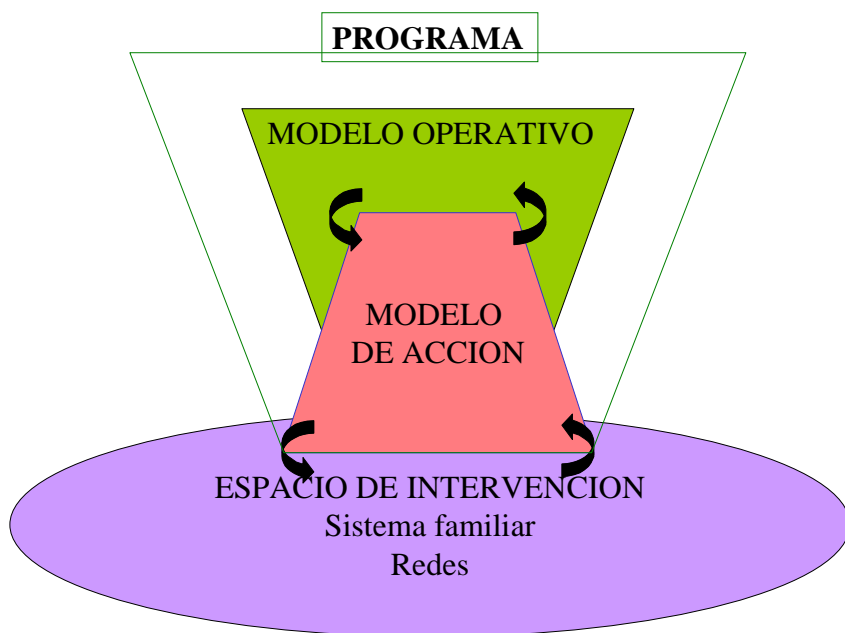 PROGRAMA
MODELO OPERATIVO
MODELO
DE ACCION
ESPACIO DE INTERVENCION
Sistema familiar
Redes